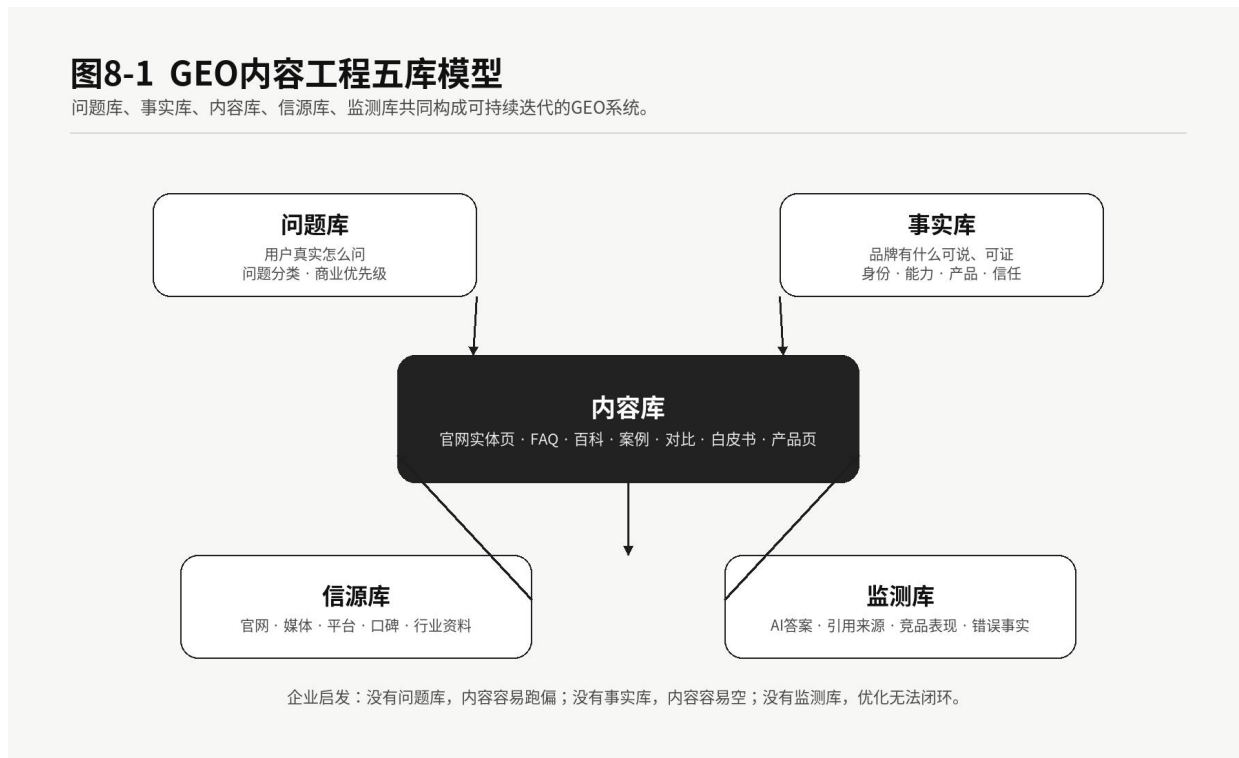 图8-1 GEO内容工程五库模型
问题库、事实库、内容库、信源库、监测库共同构成可持续迭代的GEO系统。
问题库
用户真实怎么问
问题分类 · 商业优先级
事实库
品牌有什么可说、可证
身份 · 能力 · 产品 · 信任
内容库
官网实体页 · FAQ · 百科 · 案例 · 对比 · 白皮书 · 产品页
信源库
官网 · 媒体 · 平台 · 口碑 · 行业资料
监测库
AI答案 · 引用来源 · 竞品表现 · 错误事实
企业启发：没有问题库，内容容易跑偏；没有事实库，内容容易空；没有监测库，优化无法闭环。